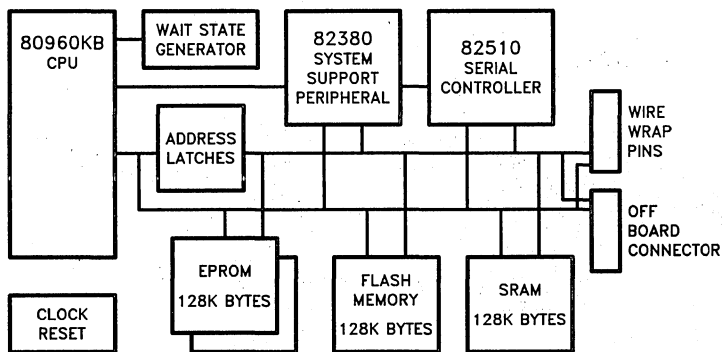 80960KB
CPU
WAIT STATE
GENERATOR
82380
SYSTEM
SUPPORT
PERIPHERAL
82510
SERIAL
CONTROLLER
WIRE
WRAP
PINS
ADDRESS
LATCHES
OFF
BOARD
CONNECTOR
EPROM
128K BYTES
FLASH
MEMORY
128K BYTES
SRAM
128K BYTES
CLOCK
RESET